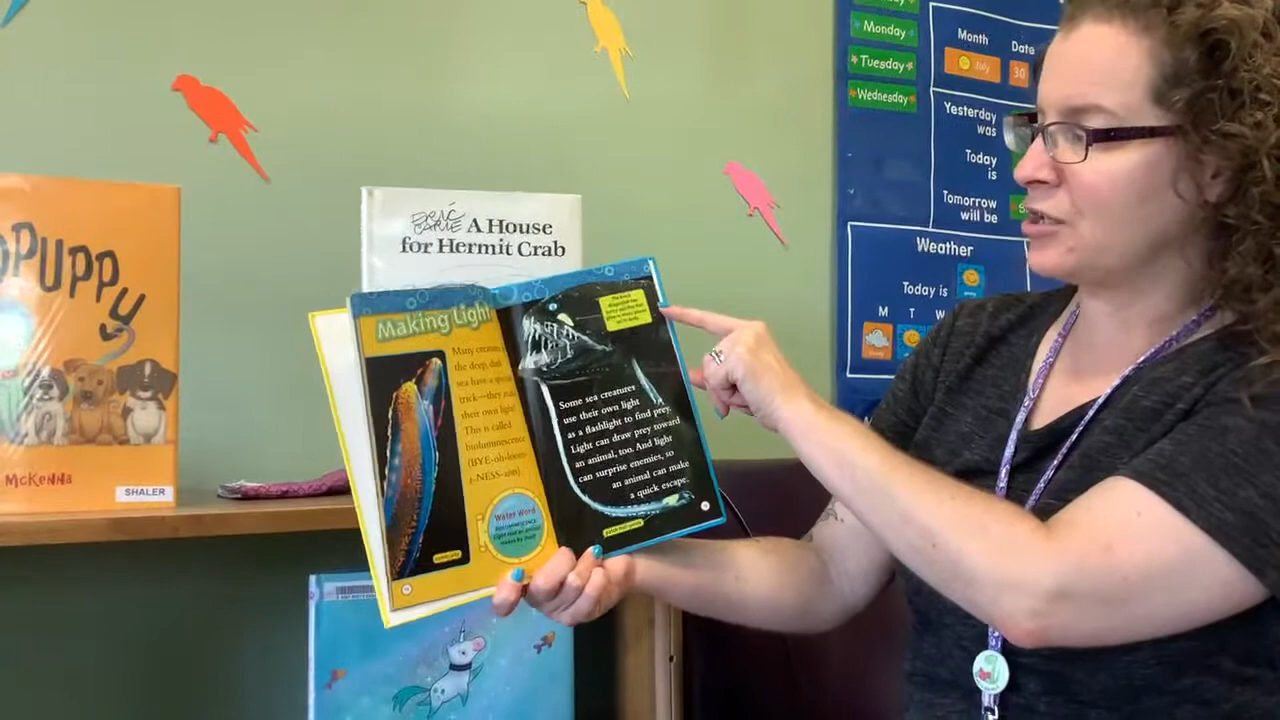 Monday
Tuesday
Wednesday
Month
Date
July
30
Yesterday
was
Today
is
Tomorrow
will be
Weather
Today is
M T W
OPUPPY
McKenna
SHALER
ERIC
CARLE
A House
for Hermit Crab
Making Light
Many creatures
the deep, dark
sea have a special
trick—they make
their own light!
This is called
bioluminescence
(BYE-oh-loom-
i-NESS-ans)
Water Word
Some sea creatures
use their own light
as a flashlight to find prey.
Light can draw prey toward
an animal, too. And light
can surprise enemies, so
an animal can make
a quick escape.